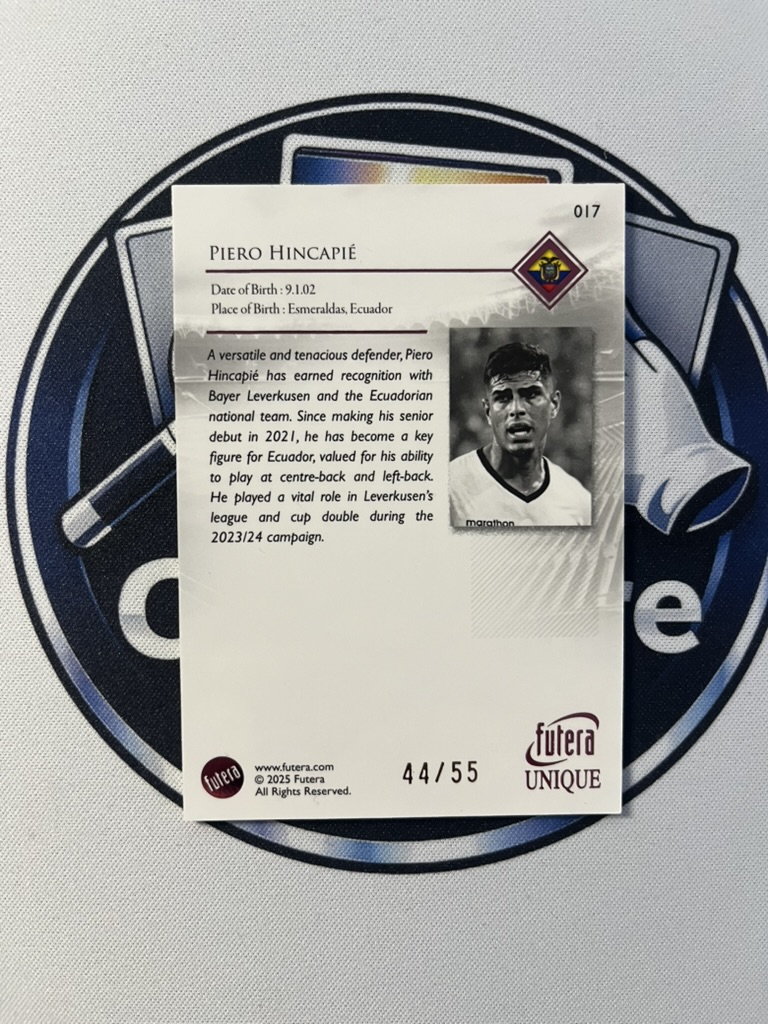 017
PIERO HINCAPIÉ
Date of Birth : 9.1.02
Place of Birth : Esmeraldas, Ecuador
A versatile and tenacious defender, Piero
Hincapié has earned recognition with
Bayer Leverkusen and the Ecuadorian
national team. Since making his senior
debut in 2021, he has become a key
figure for Ecuador, valued for his ability
to play at centre-back and left-back.
He played a vital role in Leverkusen's
league and cup double during the
2023/24 campaign.
marathon
futera
www.futera.com
© 2025 Futera
All Rights Reserved.
44/55
futera
UNIQUE